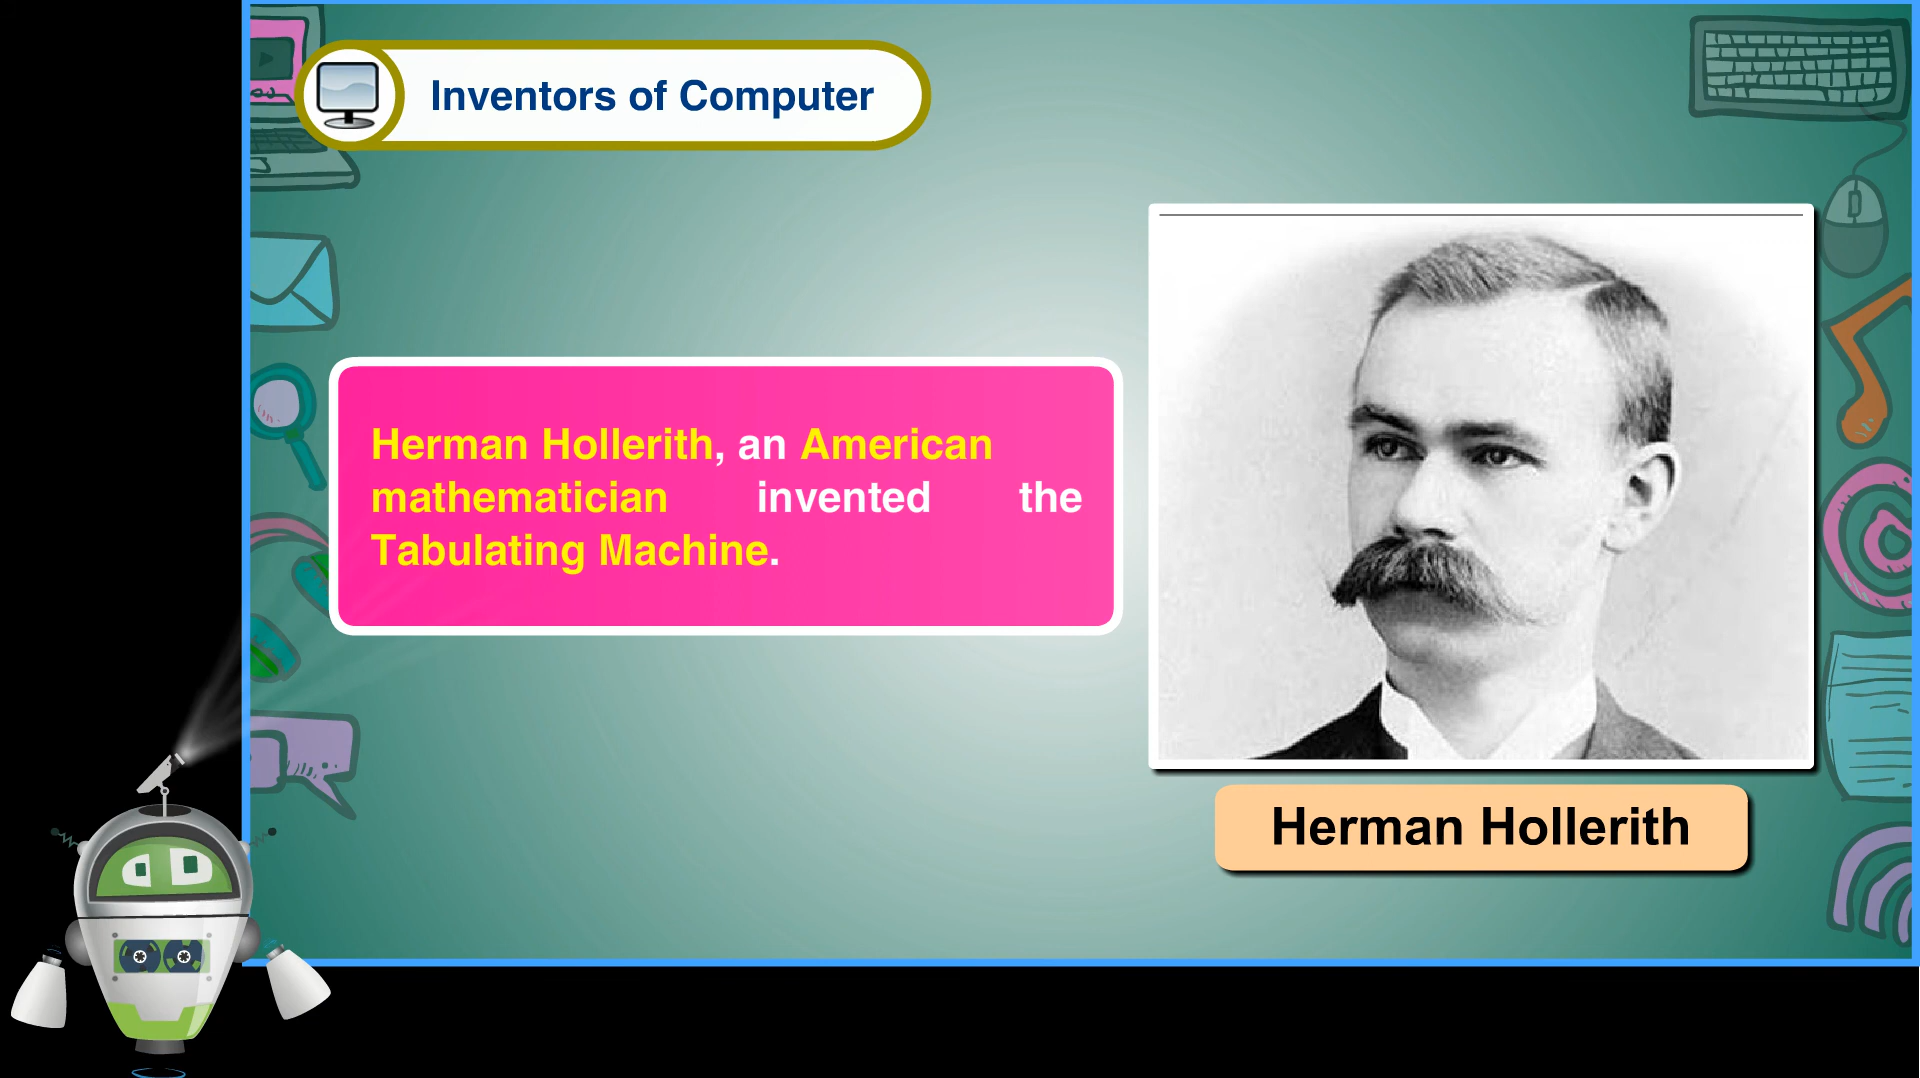 Inventors of Computer
Herman Hollerith, an American
mathematician invented the
Tabulating Machine.
Herman Hollerith